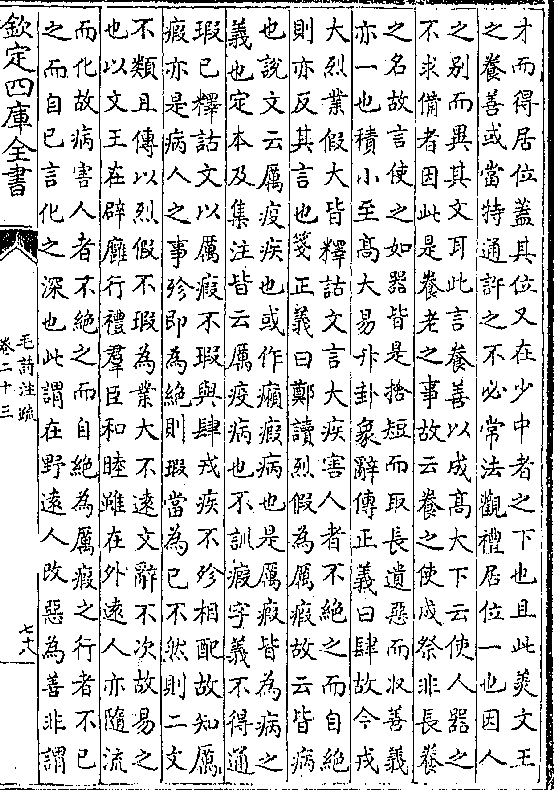 才而得居位蓋其位又在少中者之下也且此美文王
之養善或當特通許之不必常法觀禮居位一也因人
之别而異其文耳此言養善以成髙大下云使人器之
不求備者因此是養老之事故云養之使成祭非長養
之名故言使之如器皆是捨短而取長遺惡而収善義
亦一也積小至髙大易升卦象辭傳正義曰肆故今戎
大烈業假大皆釋詁文言大疾害人者不絶之而自絶
則亦反其言也箋正義曰鄭讀烈假為厲瘕故云皆病
也説文云厲疫疾也或作癩瘕病也是厲瘕皆為病之
義也定本及集注皆云厲疫病也不訓瘕字義不得通
瑕已釋詁文以厲瘕不瑕與肆戎疾不殄相配故知厲
瘕亦是病人之事殄即為絶則瑕當為已不然則二文
不類且傳以烈假不瑕為業大不逺文辭不次故易之
也以文王在辟廱行禮羣臣和睦雖在外逺人亦隨流
而化故病害人者不絶之而自絶為厲瘕之行者不已
之而自已言化之深也此謂在野逺人改惡為善非謂
欽定四庫全書
毛詩注疏
卷二十三
七十八